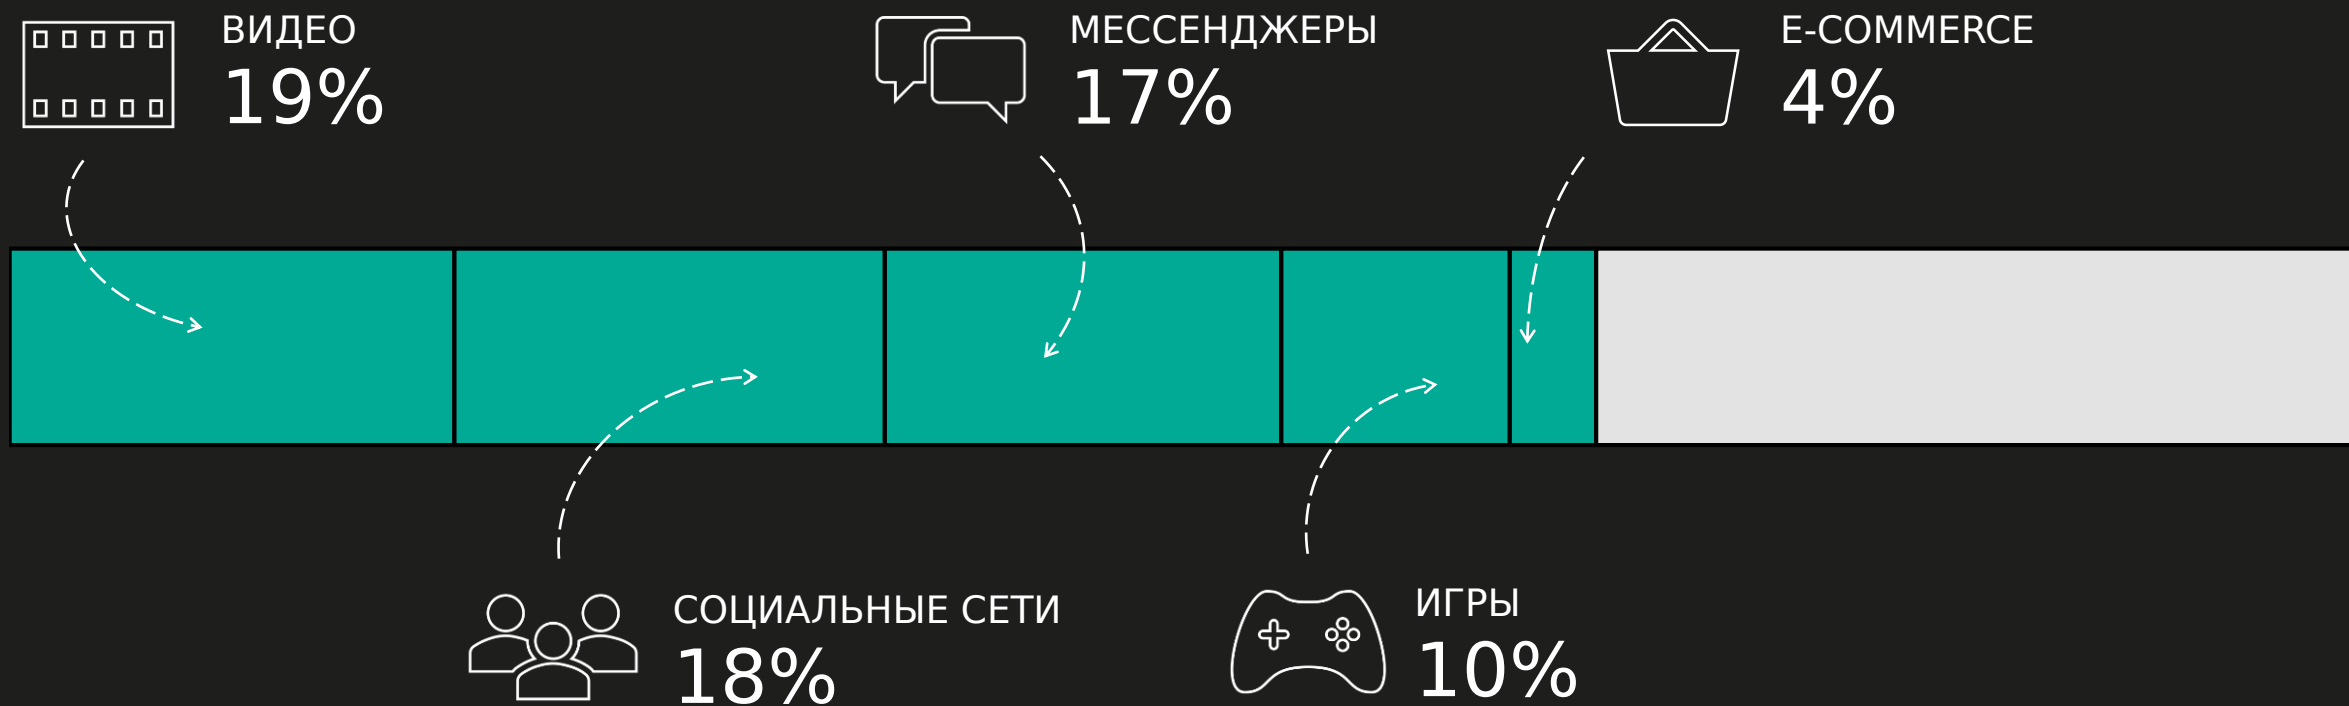 ВИДЕО
19%
МЕССЕНДЖЕРЫ
17%
E-COMMERCE
4%
СОЦИАЛЬНЫЕ СЕТИ
18%
ИГРЫ
10%